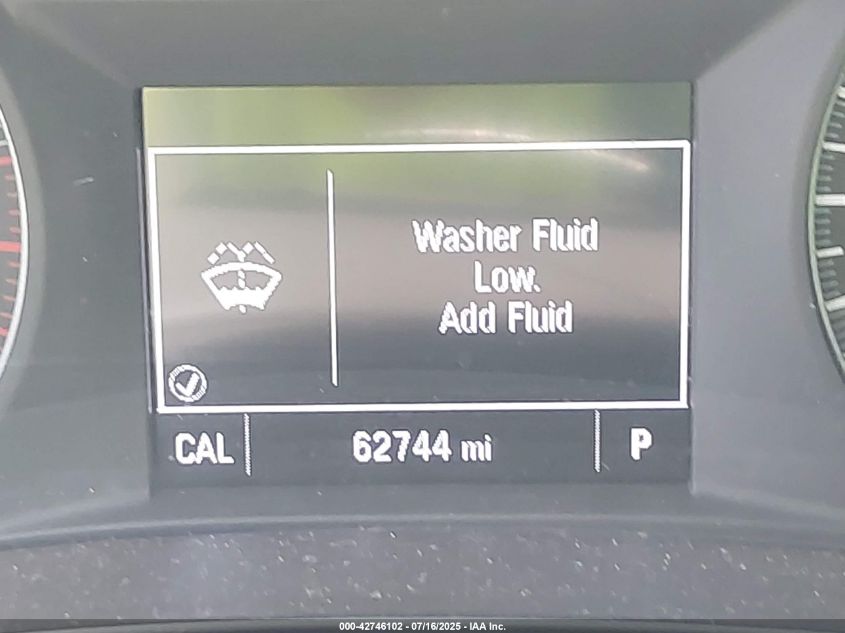 Washer Fluid
Low.
Add Fluid
CAL 62744 mi P
000-42746102 - 07/16/2025 - IAA Inc.